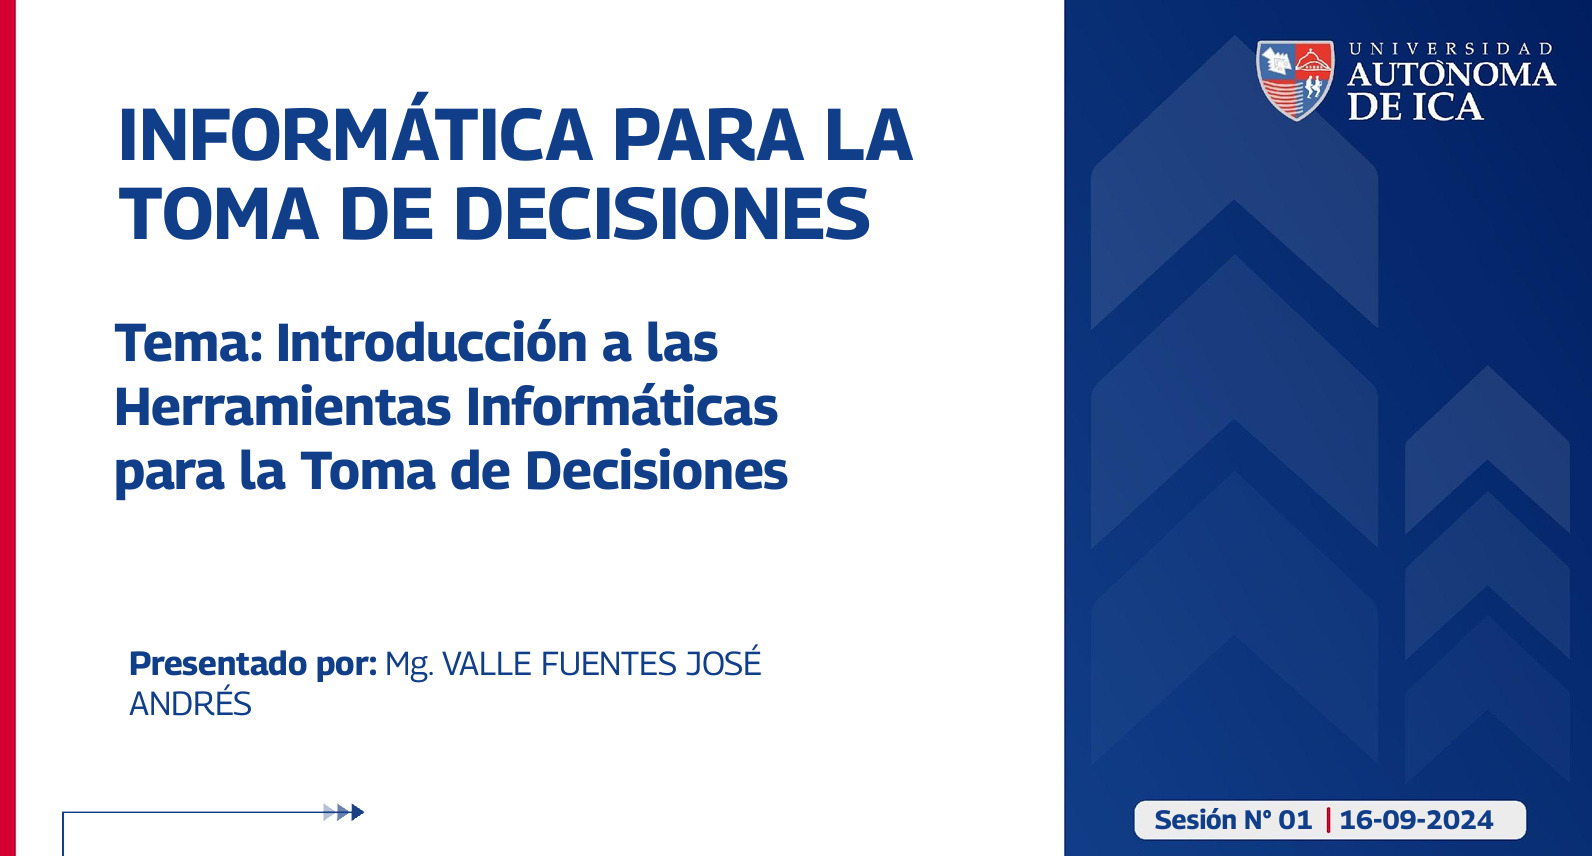 INFORMÁTICA PARA LA
TOMA DE DECISIONES
Tema: Introducción a las
Herramientas Informáticas
para la Toma de Decisiones
Presentado por: Mg. VALLE FUENTES JOSÉ
ANDRÉS
UNIVERSIDAD
AUTÓNOMA
DE ICA
Sesión N° 01 | 16-09-2024